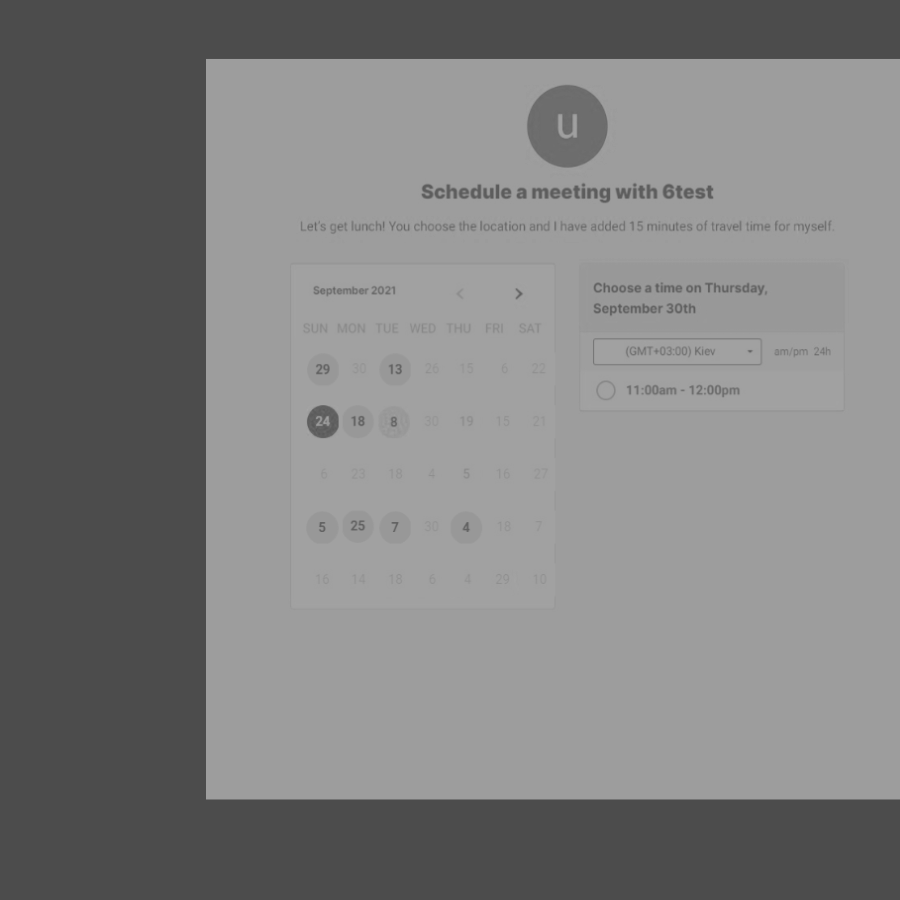 u
Schedule a meeting with 6test
Let's get lunch! You choose the location and I have added 15 minutes of travel time for myself.
September 2021
SUN MON TUE WED THU FRI SAT
29 30 13 26 15 6 22
24 18 8 30 19 15 21
6 23 18 4 5 16 27
5 25 7 30 4 18 7
16 14 18 6 4 29 10
Choose a time on Thursday,
September 30th
(GMT+03:00) Kiev am/pm 24h
11:00am - 12:00pm